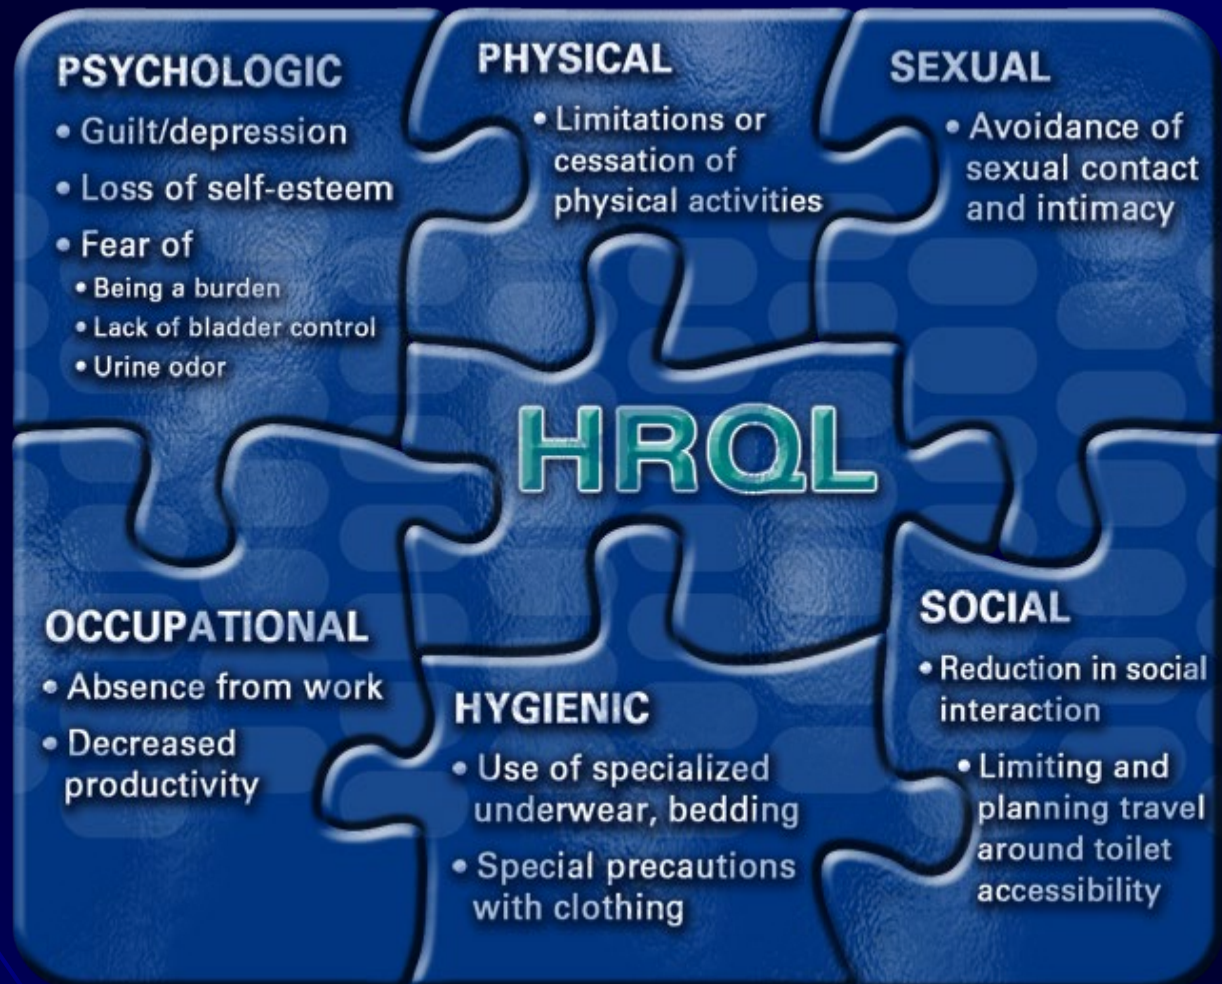 PSYCHOLOGIC
• Guilt/depression
• Loss of self-esteem
• Fear of
• Being a burden
• Lack of bladder control
• Urine odor
PHYSICAL
• Limitations or
cessation of
physical activities
SEXUAL
• Avoidance of
sexual contact
and intimacy
HRQL
OCCUPATIONAL
• Absence from work
• Decreased
productivity
HYGIENIC
• Use of specialized
underwear, bedding
• Special precautions
with clothing
SOCIAL
• Reduction in social
interaction
• Limiting and
planning travel
around toilet
accessibility